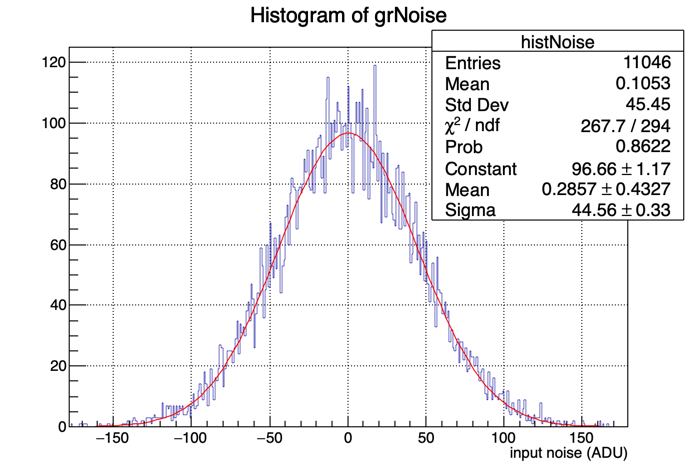 Histogram of grNoise
histNoise
Entries 11046
Mean 0.1053
Std Dev 45.45
χ² / ndf 267.7 / 294
Prob 0.8622
Constant 96.66 ± 1.17
Mean 0.2857 ± 0.4327
Sigma 44.56 ± 0.33
120
100
80
60
40
20
0
−150 −100 −50 0 50 100 150
input noise (ADU)